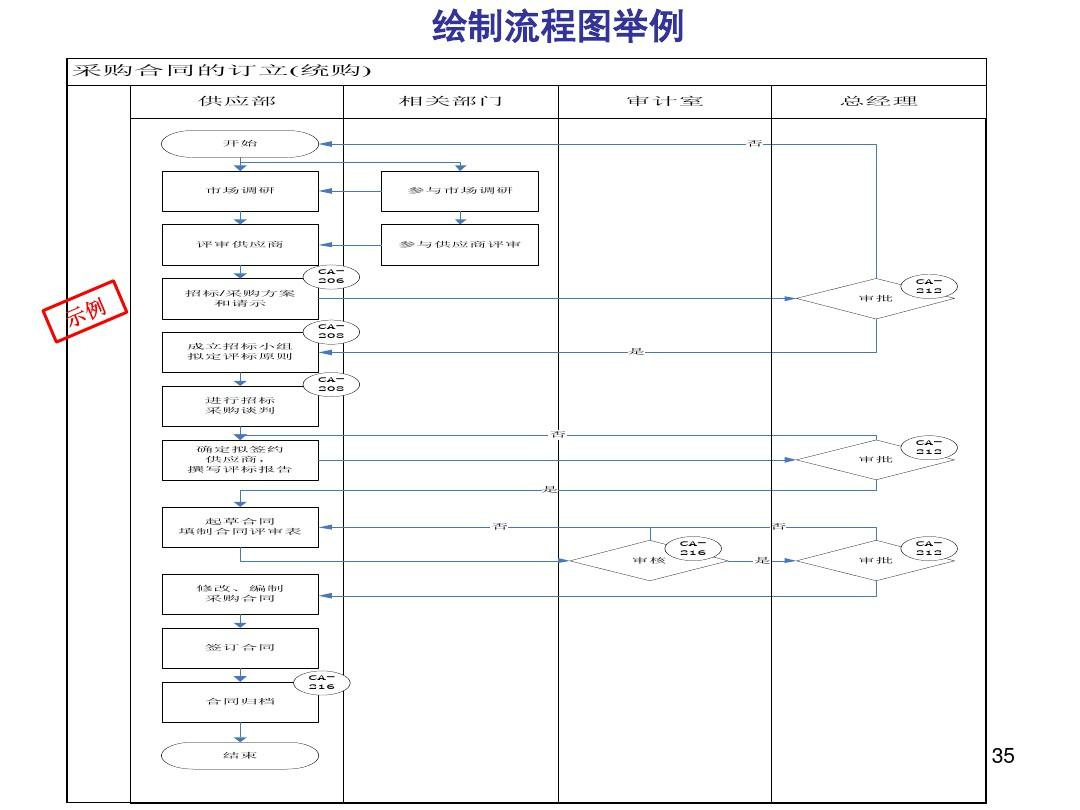 绘制流程图举例
采购合同的订立(统购)
供应部
相关部门
审计室
总经理
开始
否
市场调研
参与市场调研
评审供应商
参与供应商评审
CA-
206
招标/采购方案
和请示
审批
CA-
212
示例
CA-
208
成立招标小组
拟定评标原则
是
CA-
208
进行招标
采购谈判
否
确定拟签约
供应商，
撰写评标报告
审批
CA-
212
是
起草合同
填制合同评审表
否
否
CA-
216
审核
是
审批
CA-
212
修改、编制
采购合同
签订合同
CA-
216
合同归档
结束
35